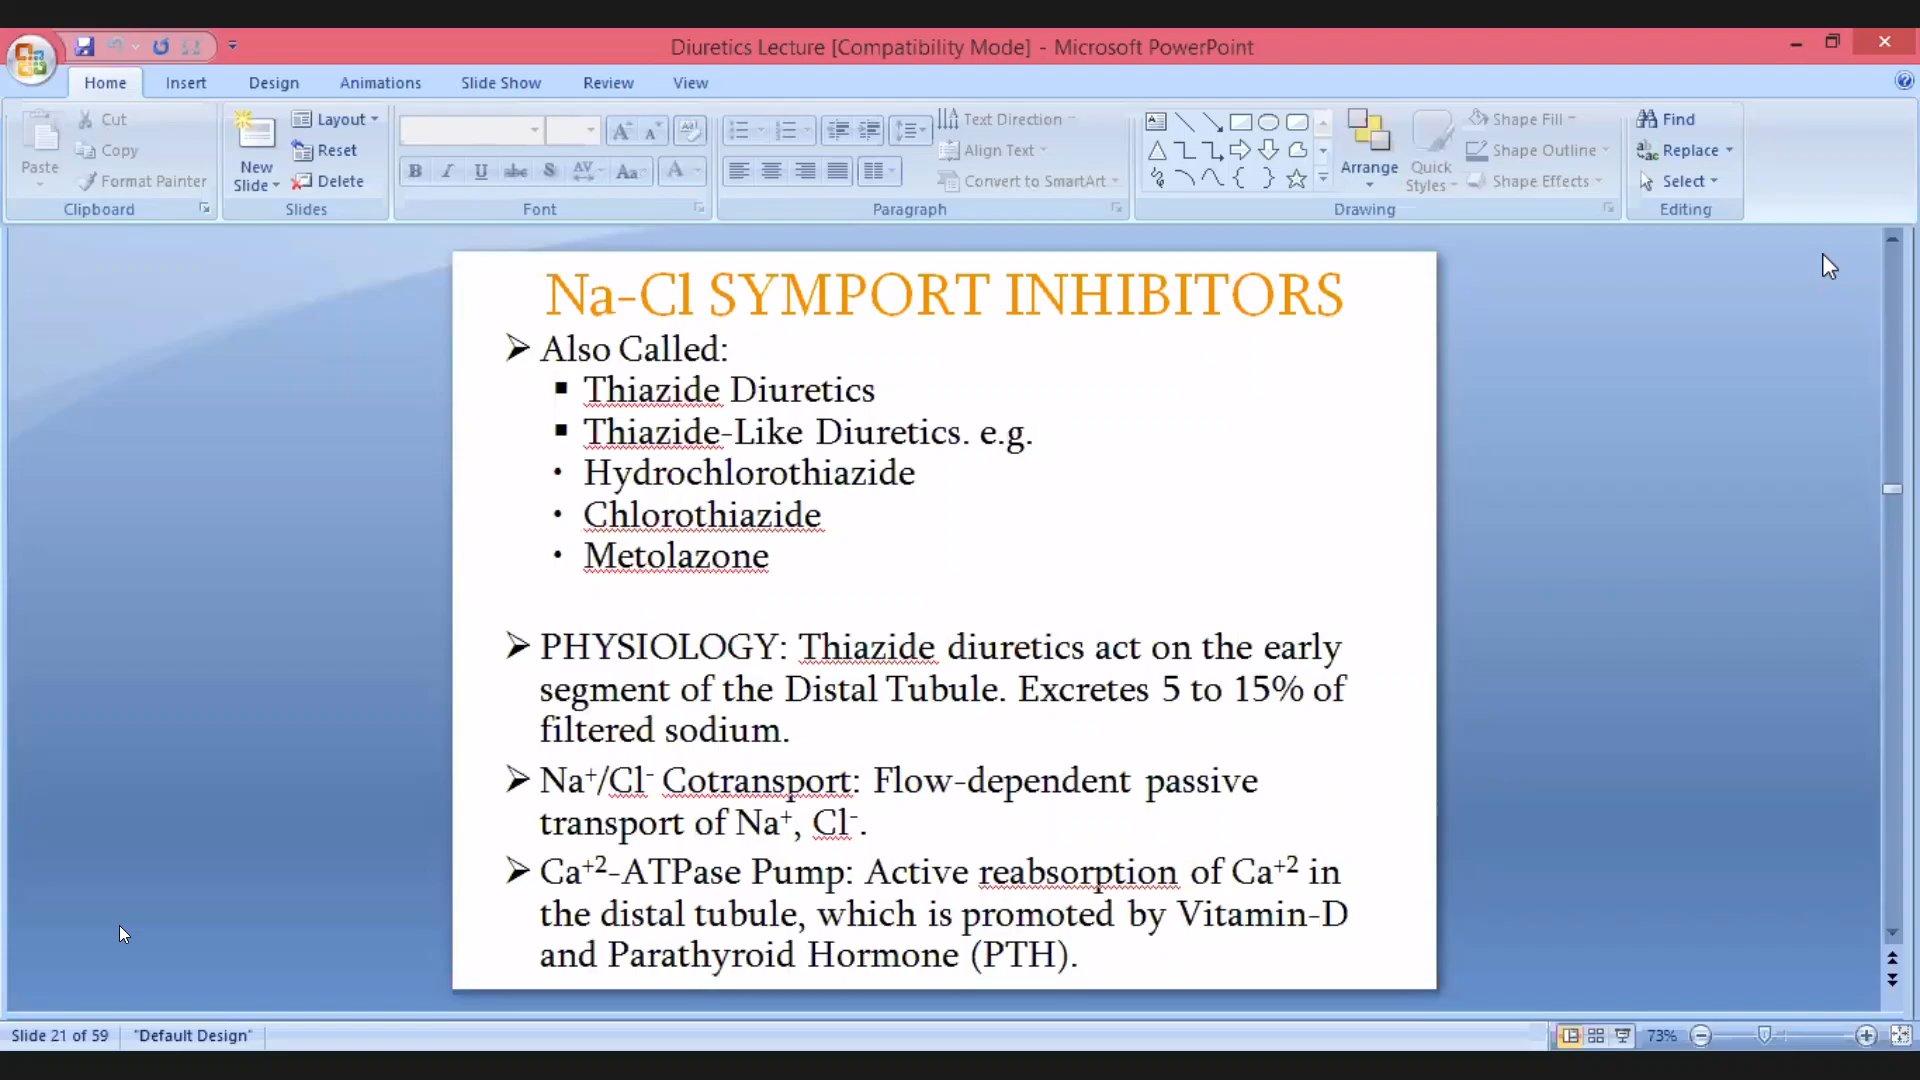 Diuretics Lecture [Compatibility Mode] - Microsoft PowerPoint
Home Insert Design Animations Slide Show Review View
Paste
Cut
Copy
Format Painter
Clipboard
New Slide
Layout
Reset
Delete
Slides
B I U abc S AV Aa A
Font
Text Direction
Align Text
Convert to SmartArt
Paragraph
Arrange
Quick Styles
Shape Fill
Shape Outline
Shape Effects
Drawing
Find
Replace
Select
Editing
Na-Cl SYMPORT INHIBITORS
➢ Also Called:
▪ Thiazide Diuretics
▪ Thiazide-Like Diuretics. e.g.
• Hydrochlorothiazide
• Chlorothiazide
• Metolazone
➢ PHYSIOLOGY: Thiazide diuretics act on the early
segment of the Distal Tubule. Excretes 5 to 15% of
filtered sodium.
➢ Na⁺/Cl⁻ Cotransport: Flow-dependent passive
transport of Na⁺, Cl⁻.
➢ Ca⁺²-ATPase Pump: Active reabsorption of Ca⁺² in
the distal tubule, which is promoted by Vitamin-D
and Parathyroid Hormone (PTH).
Slide 21 of 59 "Default Design" 73%